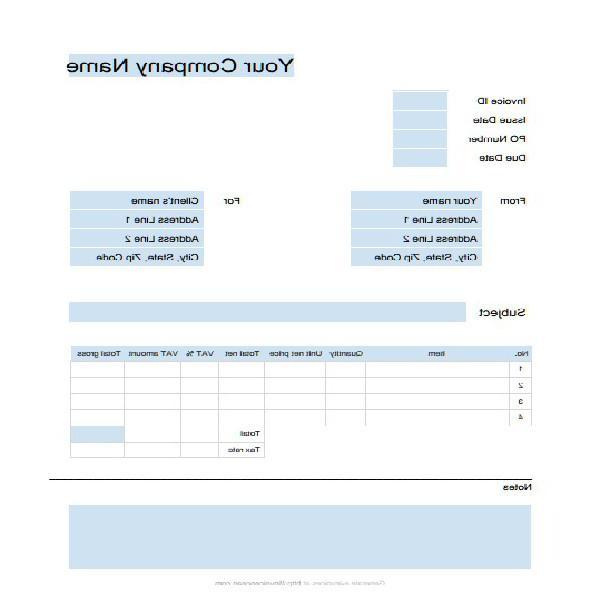 Your Company Name
Invoice ID
Issue Date
PO Number
Due Date
From Your name For Client's name
Address Line 1 Address Line 1
Address Line 2 Address Line 2
City, State, Zip Code City, State, Zip Code
Subject
No. Item Quantity Unit net price Total net VAT % VAT amount Total gross
1
2
3
4
Total
Tax rate
Notes